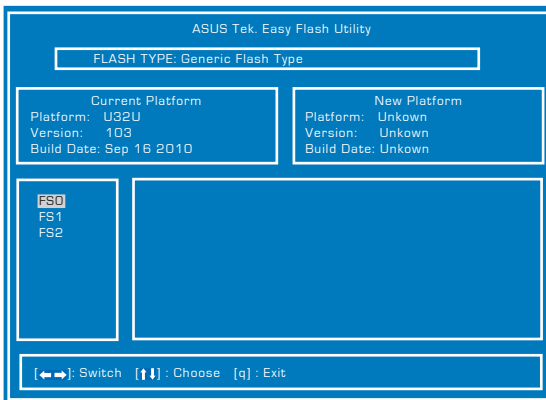 ASUS Tek. Easy Flash Utility
FLASH TYPE: Generic Flash Type
Current Platform
Platform: U32U
Version: 103
Build Date: Sep 16 2010
New Platform
Platform: Unkown
Version: Unkown
Build Date: Unkown
FS0
FS1
FS2
[←→]: Switch [↑↓] : Choose [q] : Exit